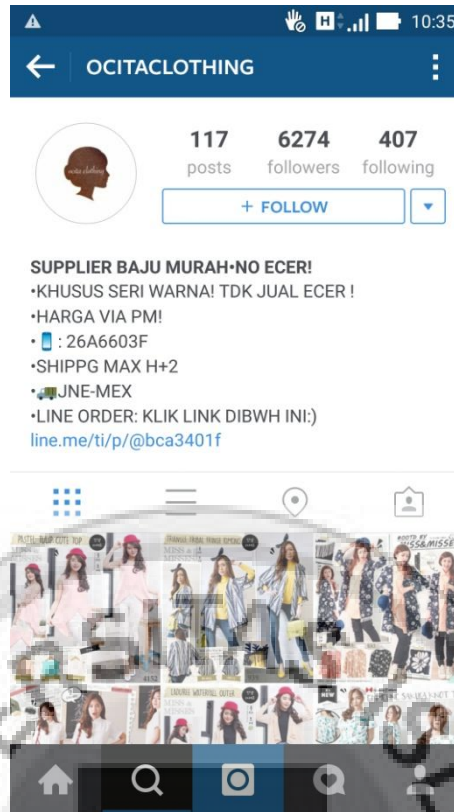 10:35
OCITACLOTHING
117 6274 407
posts followers following
+ FOLLOW
SUPPLIER BAJU MURAH•NO ECER!
•KHUSUS SERI WARNA! TDK JUAL ECER !
•HARGA VIA PM!
• : 26A6603F
•SHIPPG MAX H+2
•JNE-MEX
•LINE ORDER: KLIK LINK DIBWH INI:)
line.me/ti/p/@bca3401f